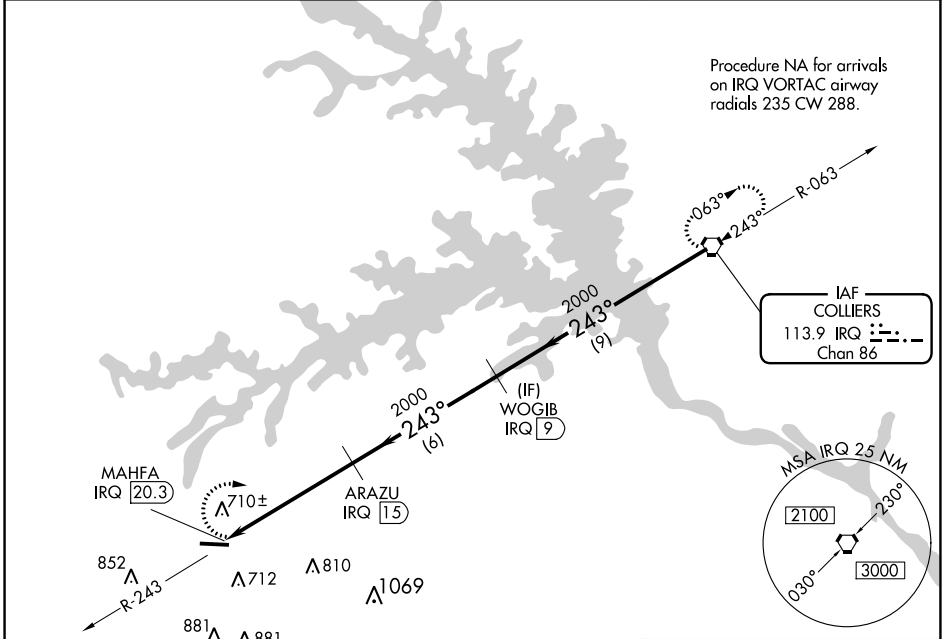 Procedure NA for arrivals
on IRQ VORTAC airway
radials 235 CW 288.
R-063
063°
243°
IAF
COLLIERS
113.9 IRQ
Chan 86
2000
243°
(9)
(IF)
WOGIB
IRQ 9
2000
243°
(6)
ARAZU
IRQ 15
MAHFA
IRQ 20.3
710±
852
R-243
712
810
1069
881
881
MSA IRQ 25 NM
2100
230°
030°
3000